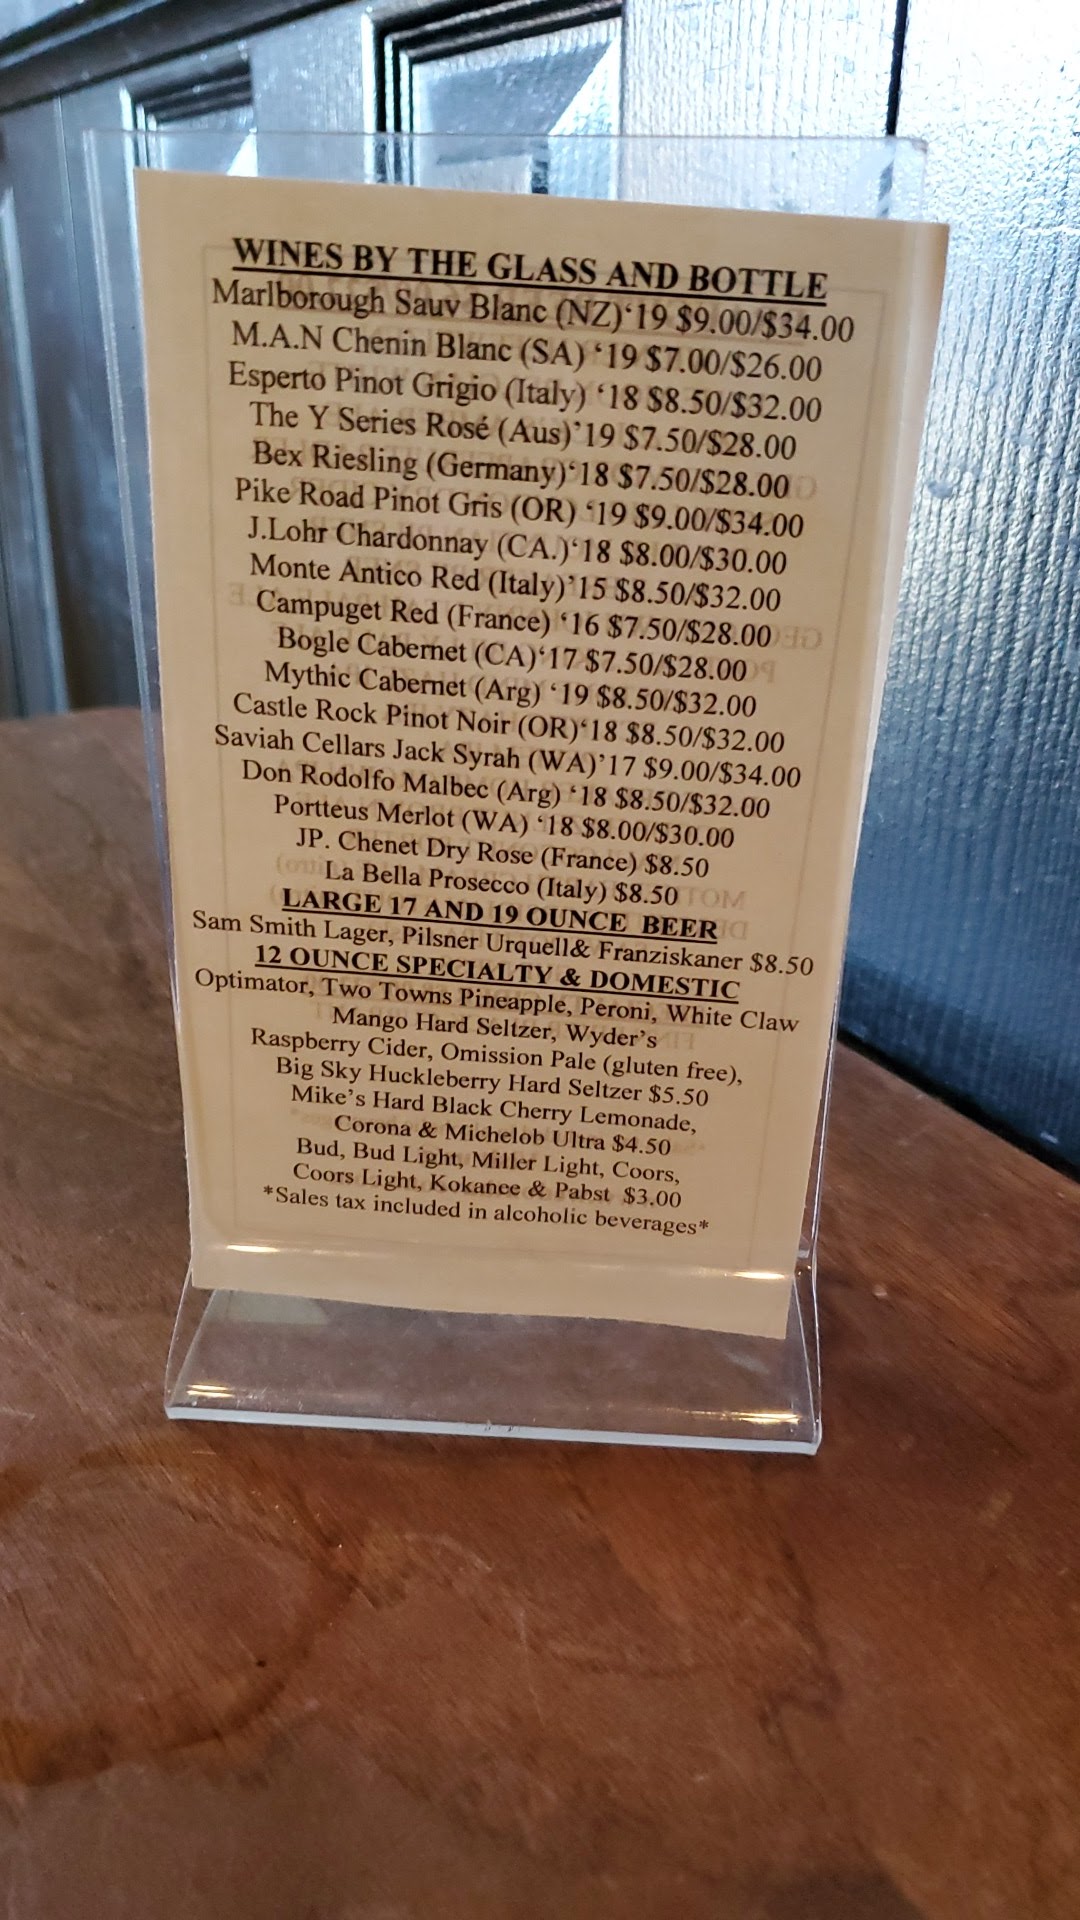 WINES BY THE GLASS AND BOTTLE
Marlborough Sauv Blanc (NZ)‘19 $9.00/$34.00
M.A.N Chenin Blanc (SA) ‘19 $7.00/$26.00
Esperto Pinot Grigio (Italy) ‘18 $8.50/$32.00
The Y Series Rosé (Aus)’19 $7.50/$28.00
Bex Riesling (Germany)‘18 $7.50/$28.00
Pike Road Pinot Gris (OR) ‘19 $9.00/$34.00
J.Lohr Chardonnay (CA.)‘18 $8.00/$30.00
Monte Antico Red (Italy)’15 $8.50/$32.00
Campuget Red (France) ‘16 $7.50/$28.00
Bogle Cabernet (CA)‘17 $7.50/$28.00
Mythic Cabernet (Arg) ‘19 $8.50/$32.00
Castle Rock Pinot Noir (OR)‘18 $8.50/$32.00
Saviah Cellars Jack Syrah (WA)’17 $9.00/$34.00
Don Rodolfo Malbec (Arg) ‘18 $8.50/$32.00
Portteus Merlot (WA) ‘18 $8.00/$30.00
JP. Chenet Dry Rose (France) $8.50
La Bella Prosecco (Italy) $8.50
LARGE 17 AND 19 OUNCE BEER
Sam Smith Lager, Pilsner Urquell& Franziskaner $8.50
12 OUNCE SPECIALTY & DOMESTIC
Optimator, Two Towns Pineapple, Peroni, White Claw
Mango Hard Seltzer, Wyder’s
Raspberry Cider, Omission Pale (gluten free),
Big Sky Huckleberry Hard Seltzer $5.50
Mike’s Hard Black Cherry Lemonade,
Corona & Michelob Ultra $4.50
Bud, Bud Light, Miller Light, Coors,
Coors Light, Kokanee & Pabst $3.00
*Sales tax included in alcoholic beverages*